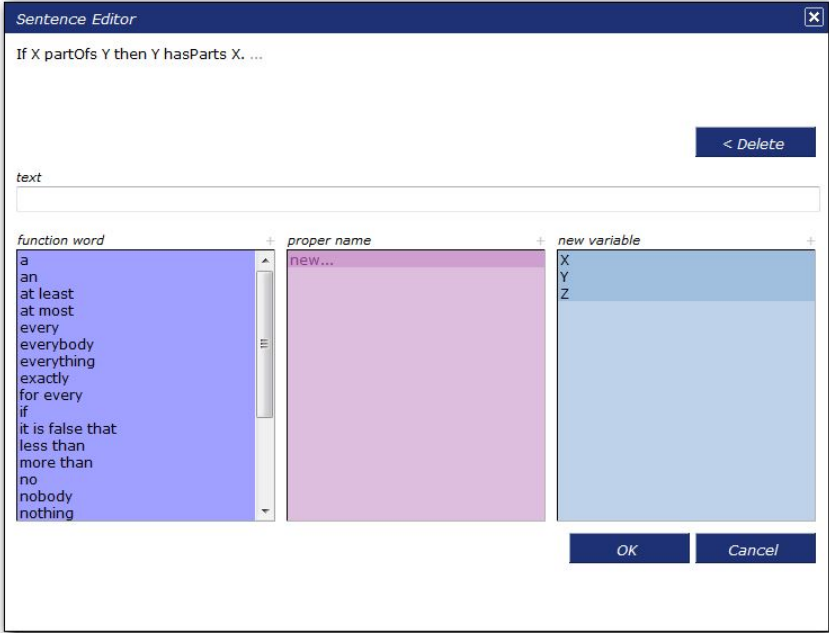 Sentence Editor
If X partOfs Y then Y hasParts X. ...
< Delete
text
function word + proper name + new variable +
a
an
at least
at most
every
everybody
everything
exactly
for every
if
it is false that
less than
more than
no
nobody
nothing
new...
X
Y
Z
OK Cancel